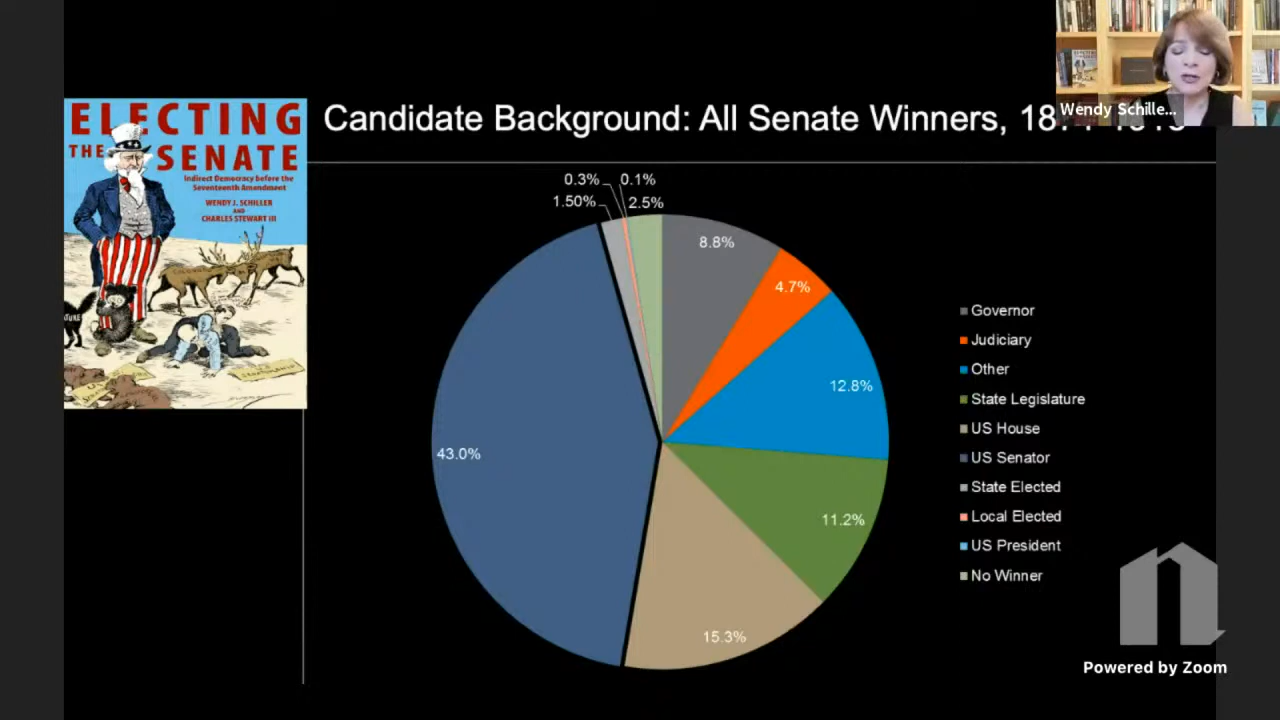 ELECTING
THE SENATE
Indirect Democracy before the
Seventeenth Amendment
WENDY J. SCHILLER
AND
CHARLES STEWART III
Candidate Background: All Senate Winners,
Wendy Schille...
0.3%
0.1%
1.50%
2.5%
8.8%
4.7%
12.8%
43.0%
11.2%
15.3%
Governor
Judiciary
Other
State Legislature
US House
US Senator
State Elected
Local Elected
US President
No Winner
Powered by Zoom